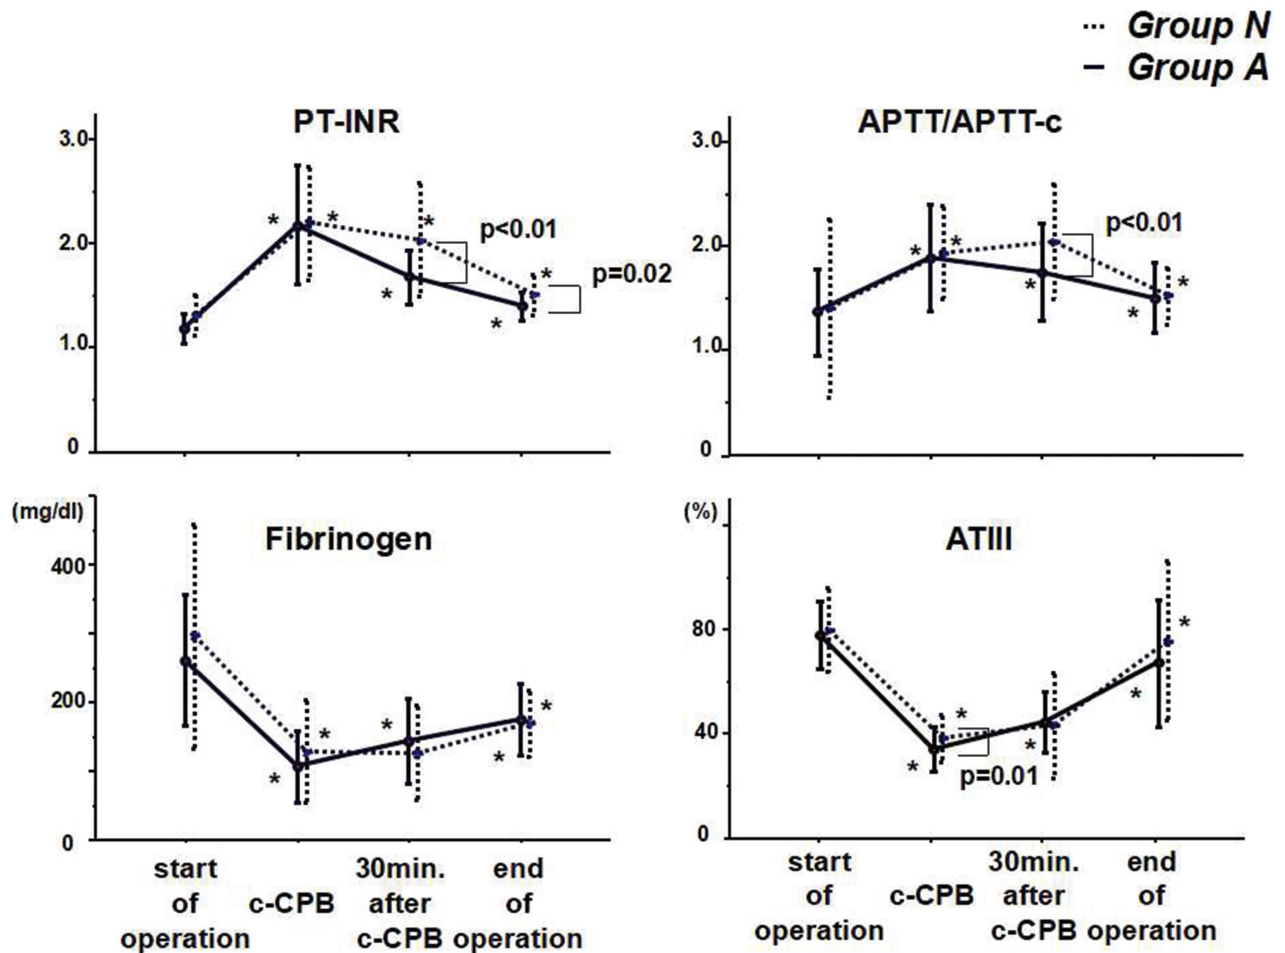 Group N
Group A
PT-INR
3.0
2.0
1.0
0
*
*
*
*
*
*
p<0.01
p=0.02
APTT/APTT-c
3.0
2.0
1.0
0
*
*
*
*
*
p<0.01
(mg/dl)
Fibrinogen
400
200
0
*
*
*
*
*
(%)
ATIII
80
40
0
*
*
*
*
*
p=0.01
start
of
operation
c-CPB
30min.
after
c-CPB
end
of
operation
start
of
operation
c-CPB
30min.
after
c-CPB
end
of
operation